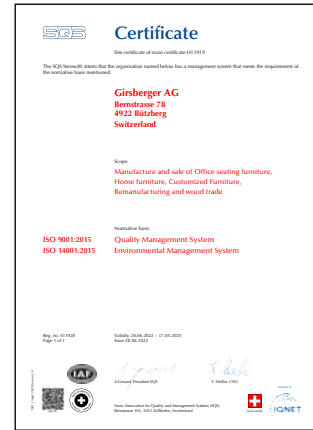 SQS
Certificate
Site certificate of main certificate H11919
The SQS herewith attests that the organisation named below has a management system that meets the requirements of
the normative basis mentioned.
Girsberger AG
Bernstrasse 78
4922 Bützberg
Switzerland
Scope
Manufacture and sale of Office seating furniture,
Home furniture, Customized Furniture,
Remanufacturing and wood trade
Normative basis
ISO 9001:2015 Quality Management System
ISO 14001:2015 Environmental Management System
Reg. no. S11920 Validity 28.06.2022 – 17.05.2025
Page 1 of 1 Issue 28.06.2022
A.Grisard, President SQS F. Müller, CEO
IAF
Swiss Association for Quality and Management Systems (SQS)
Bernstrasse 103, 3052 Zollikofen, Switzerland
IQNET